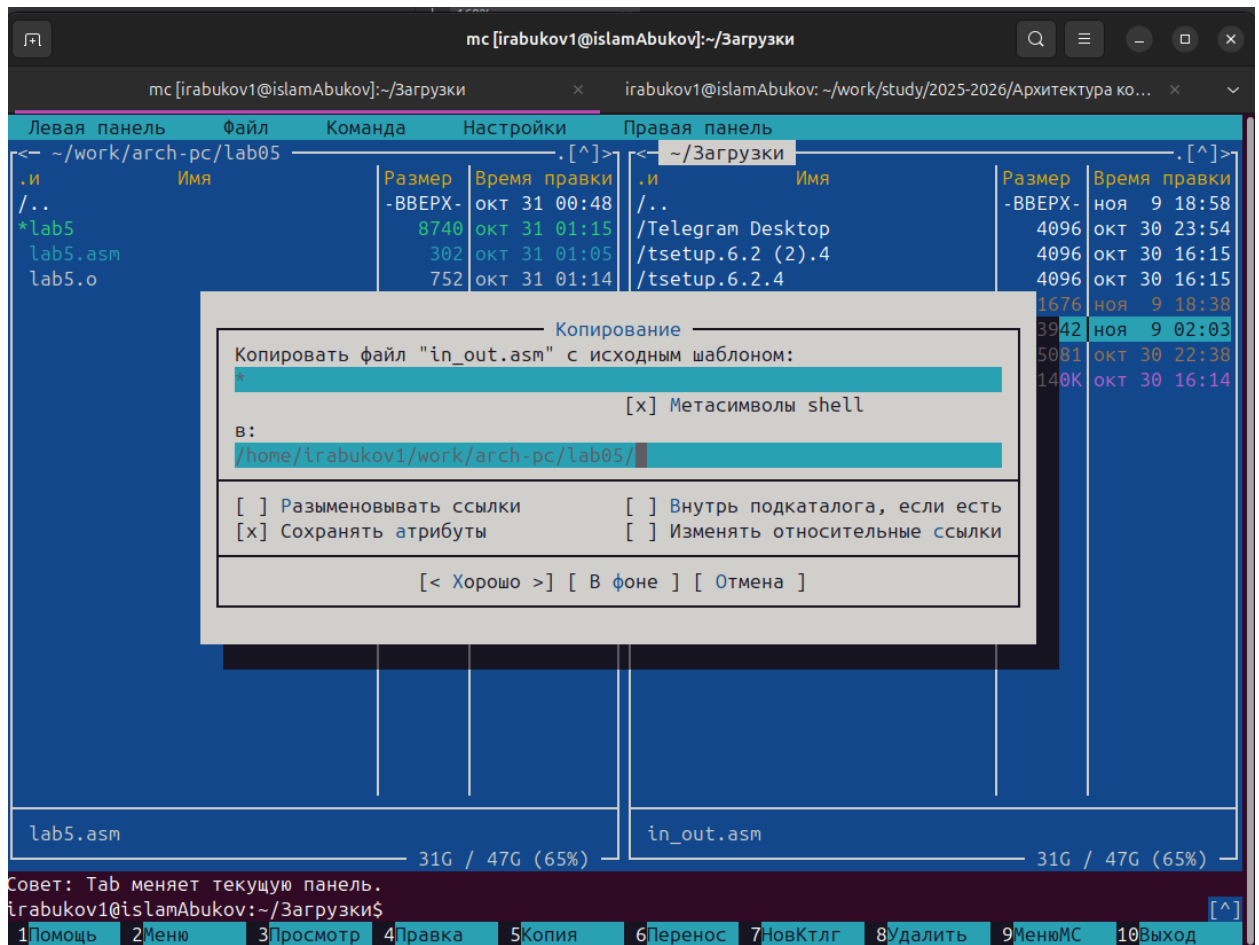 mc [irabukov1@islamAbukov]:~/Загрузки
mc [irabukov1@islamAbukov]:~/Загрузки × irabukov1@islamAbukov: ~/work/study/2025-2026/Архитектура ко… ×
Левая панель Файл Команда Настройки Правая панель
<─ ~/work/arch-pc/lab05 .[^]> <─ ~/Загрузки .[^]>
.и Имя Размер Время правки .и Имя Размер Время правки
/.. -ВВЕРХ- окт 31 00:48 /.. -ВВЕРХ- ноя 9 18:58
*lab5 8740 окт 31 01:15 /Telegram Desktop 4096 окт 30 23:54
lab5.asm 302 окт 31 01:05 /tsetup.6.2 (2).4 4096 окт 30 16:15
lab5.o 752 окт 31 01:14 /tsetup.6.2.4 4096 окт 30 16:15
1676 ноя 9 18:38
Копирование 3942 ноя 9 02:03
Копировать файл "in_out.asm" с исходным шаблоном: 5081 окт 30 22:38
* 140K окт 30 16:14
[x] Метасимволы shell
в:
/home/irabukov1/work/arch-pc/lab05/
[ ] Разыменовывать ссылки [ ] Внутрь подкаталога, если есть
[x] Сохранять атрибуты [ ] Изменять относительные ссылки
[< Хорошо >] [ В фоне ] [ Отмена ]
lab5.asm in_out.asm
31G / 47G (65%) 31G / 47G (65%)
Совет: Tab меняет текущую панель.
irabukov1@islamAbukov:~/Загрузки$ [^]
1Помощь 2Меню 3Просмотр 4Правка 5Копия 6Перенос 7НовКтлг 8Удалить 9МенюМС 10Выход